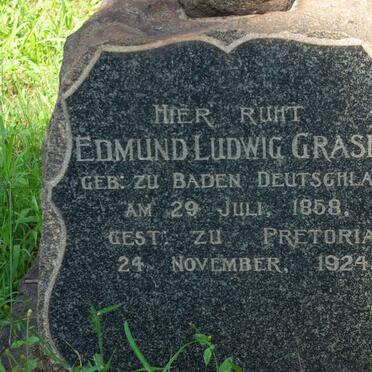 HIER RUHT
EDMUND LUDWIG GRAS
GEB: ZU BADEN DEUTSCHLA
AM 29 JULI, 1858,
GEST: ZU PRETORIA
24 NOVEMBER, 1924